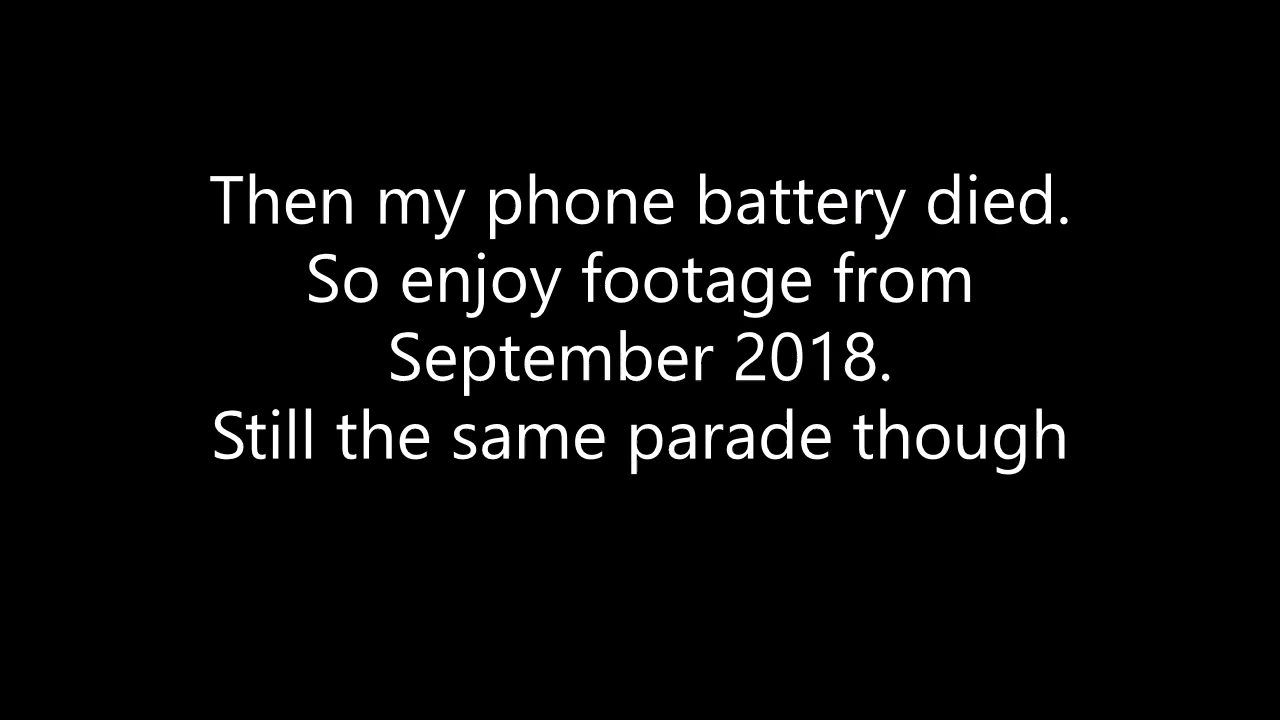 Then my phone battery died.
So enjoy footage from
September 2018.
Still the same parade though